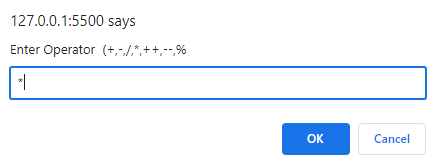 127.0.0.1:5500 says
Enter Operator (+,-,/,*,++,--,%
*
OK Cancel